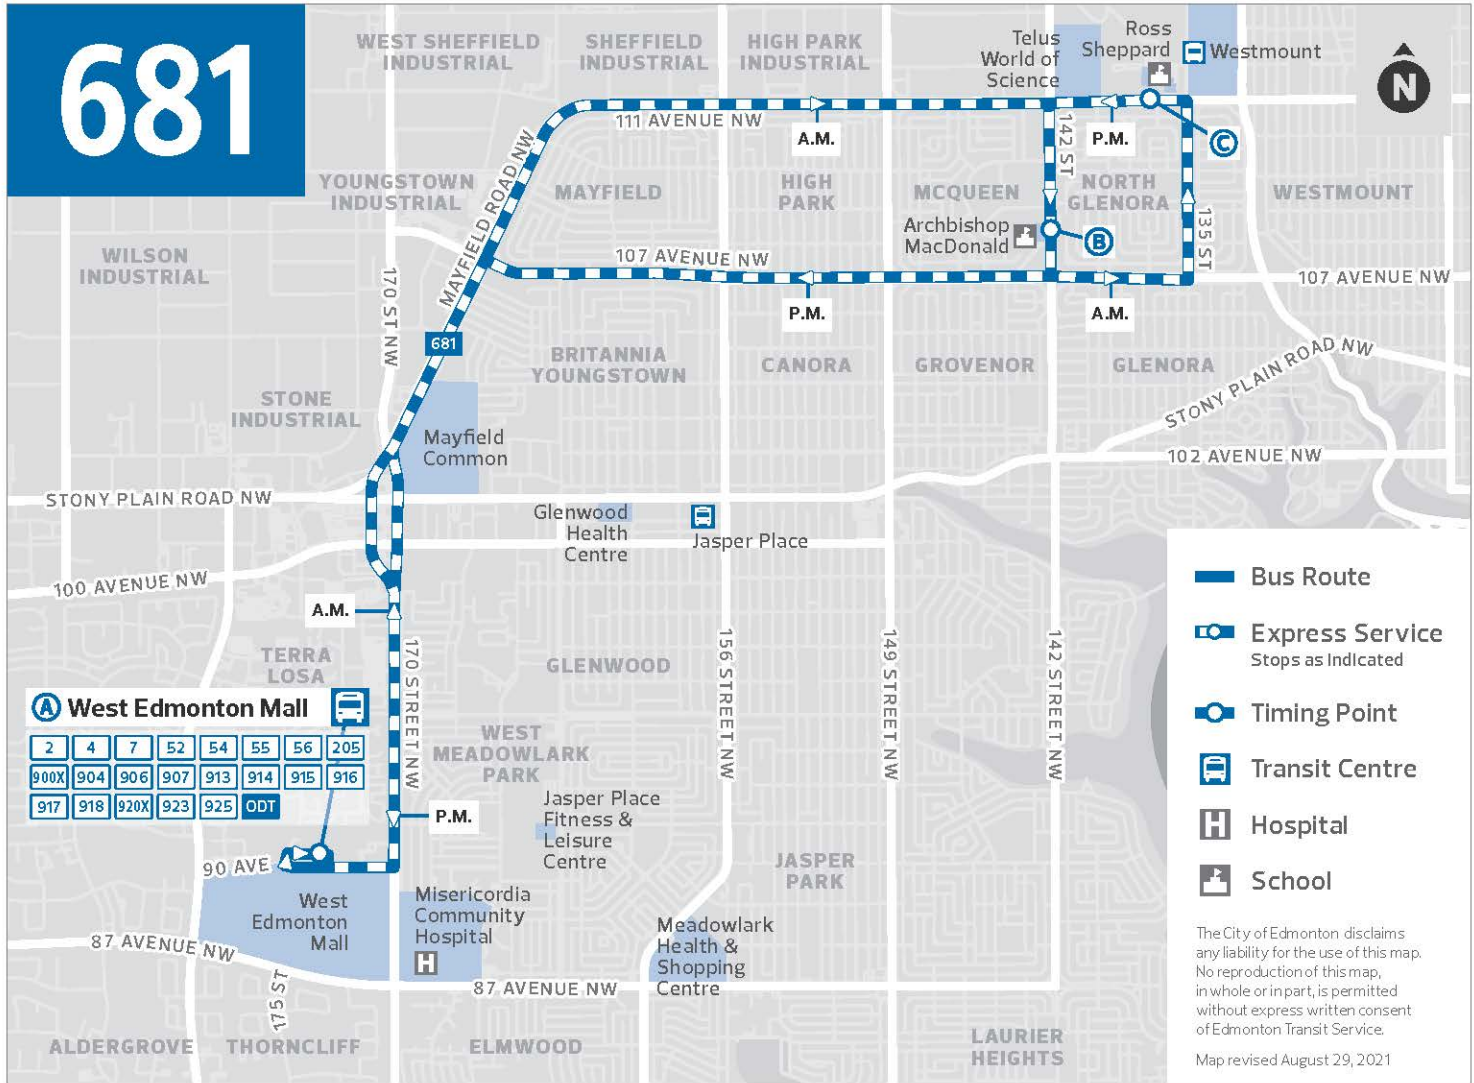 681
WEST SHEFFIELD
INDUSTRIAL
SHEFFIELD
INDUSTRIAL
HIGH PARK
INDUSTRIAL
Telus
World of
Science
Ross
Sheppard
Westmount
N
111 AVENUE NW
A.M.
P.M.
C
142 ST
MAYFIELD ROAD NW
YOUNGSTOWN
INDUSTRIAL
MAYFIELD
HIGH
PARK
MCQUEEN
NORTH
GLENORA
WESTMOUNT
Archbishop
MacDonald
B
135 ST
WILSON
INDUSTRIAL
107 AVENUE NW
107 AVENUE NW
170 ST NW
P.M.
A.M.
681
BRITANNIA
YOUNGSTOWN
CANORA
GROVENOR
GLENORA
STONY PLAIN ROAD NW
STONE
INDUSTRIAL
Mayfield
Common
102 AVENUE NW
STONY PLAIN ROAD NW
Glenwood
Health
Centre
Jasper Place
100 AVENUE NW
A.M.
TERRA
LOSA
170 STREET NW
GLENWOOD
156 STREET NW
149 STREET NW
142 STREET NW
A West Edmonton Mall
2 4 7 52 54 55 56 205
900X 904 906 907 913 914 915 916
917 918 920X 923 925 ODT
WEST
MEADOWLARK
PARK
P.M.
Jasper Place
Fitness &
Leisure
Centre
JASPER
PARK
90 AVE
West
Edmonton
Mall
Misericordia
Community
Hospital
H
Meadowlark
Health &
Shopping
Centre
87 AVENUE NW
87 AVENUE NW
175 ST
ALDERGROVE
THORNCLIFF
ELMWOOD
LAURIER
HEIGHTS
Bus Route
Express Service
Stops as Indicated
Timing Point
Transit Centre
H Hospital
School
The City of Edmonton disclaims
any liability for the use of this map.
No reproduction of this map,
in whole or in part, is permitted
without express written consent
of Edmonton Transit Service.
Map revised August 29, 2021